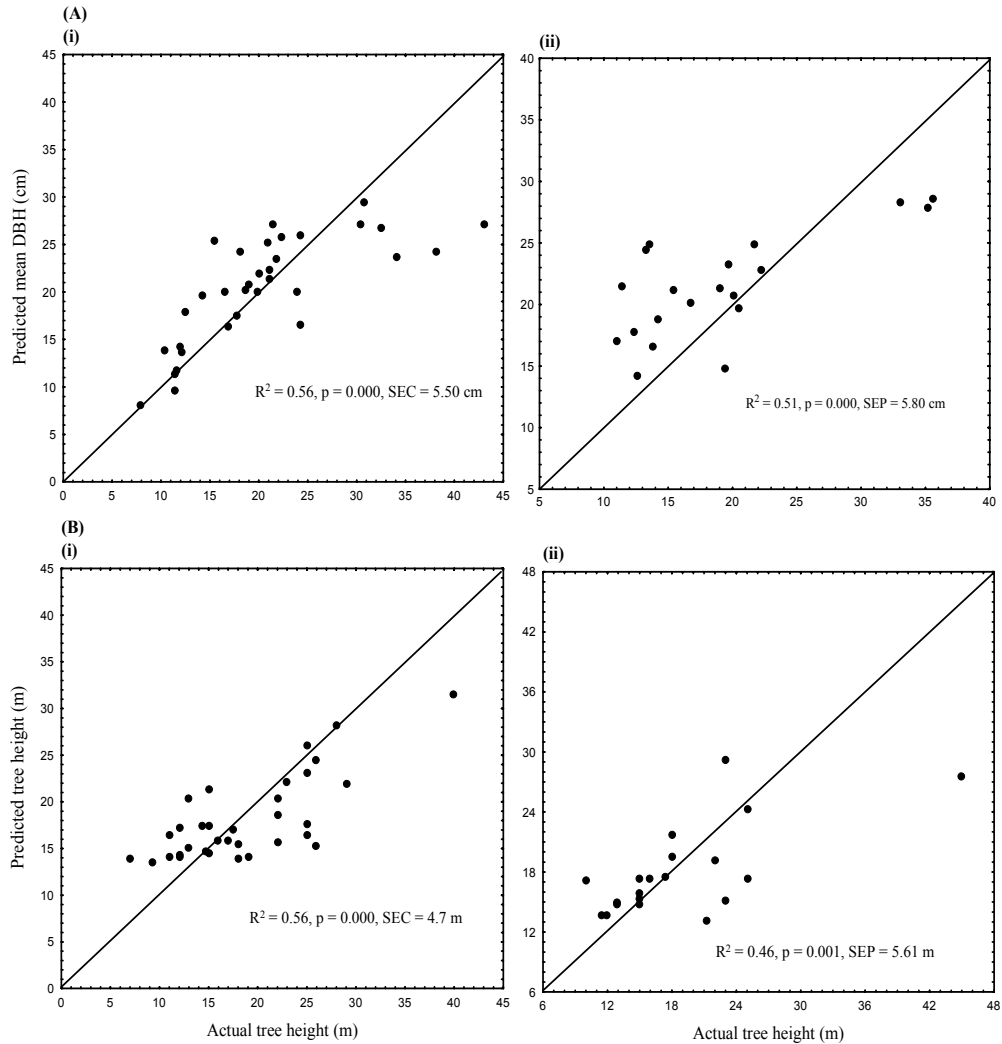 (A)
(i)
45
40
35
30
25
20
15
10
5
0
Predicted mean DBH (cm)
R² = 0.56, p = 0.000, SEC = 5.50 cm
0 5 10 15 20 25 30 35 40 45
(ii)
40
35
30
25
20
15
10
5
R² = 0.51, p = 0.000, SEP = 5.80 cm
5 10 15 20 25 30 35 40
(B)
(i)
45
40
35
30
25
20
15
10
5
0
Predicted tree height (m)
R² = 0.56, p = 0.000, SEC = 4.7 m
0 5 10 15 20 25 30 35 40 45
Actual tree height (m)
(ii)
48
42
36
30
24
18
12
6
R² = 0.46, p = 0.001, SEP = 5.61 m
6 12 18 24 30 36 42 48
Actual tree height (m)